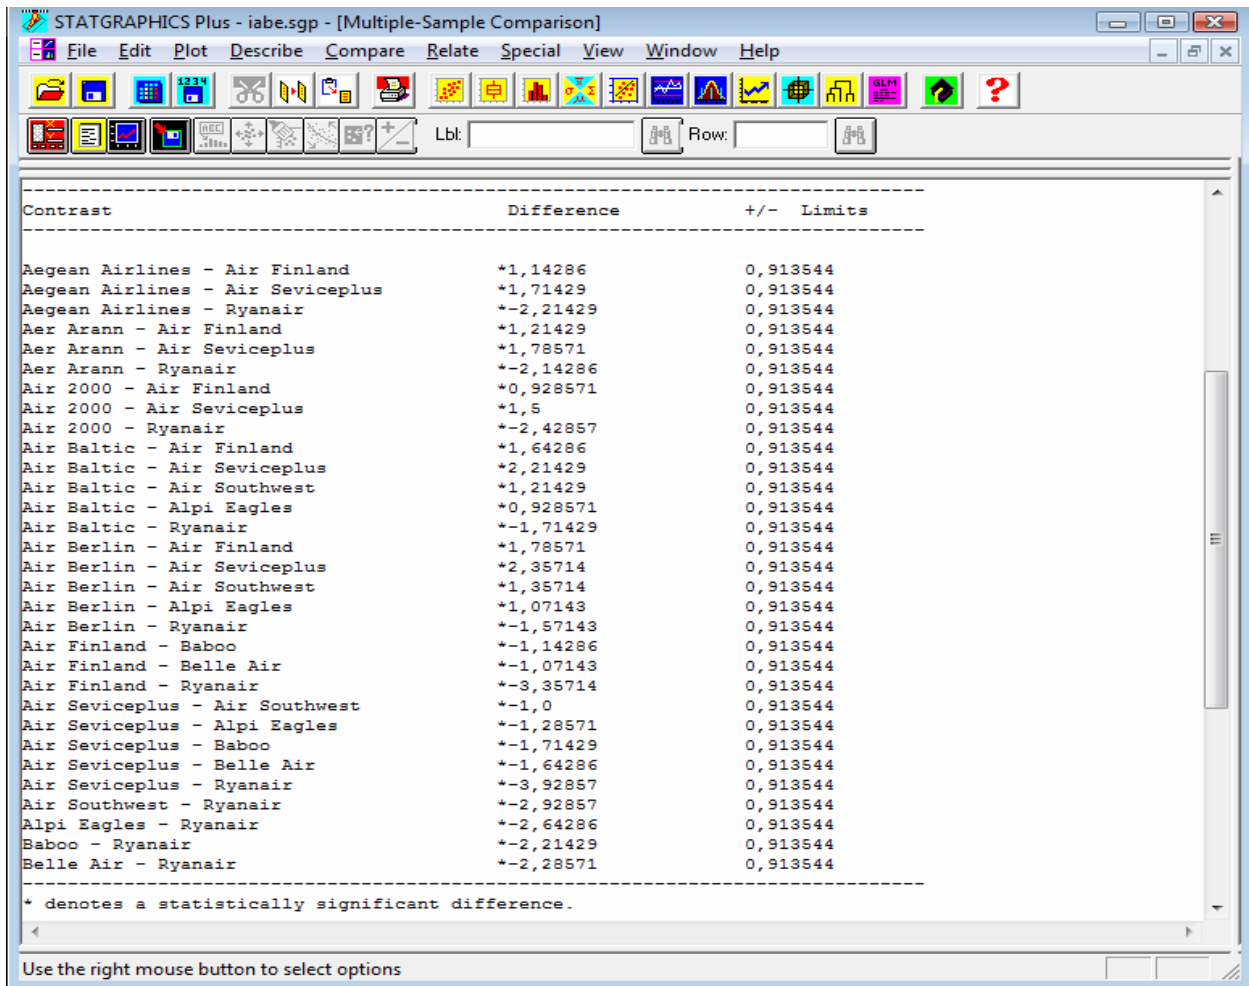 STATGRAPHICS Plus - iabe.sgp - [Multiple-Sample Comparison]
File Edit Plot Describe Compare Relate Special View Window Help
1234 GLM ?
ABC Lbl: Row:
Contrast Difference +/- Limits
Aegean Airlines - Air Finland *1,14286 0,913544
Aegean Airlines - Air Seviceplus *1,71429 0,913544
Aegean Airlines - Ryanair *-2,21429 0,913544
Aer Arann - Air Finland *1,21429 0,913544
Aer Arann - Air Seviceplus *1,78571 0,913544
Aer Arann - Ryanair *-2,14286 0,913544
Air 2000 - Air Finland *0,928571 0,913544
Air 2000 - Air Seviceplus *1,5 0,913544
Air 2000 - Ryanair *-2,42857 0,913544
Air Baltic - Air Finland *1,64286 0,913544
Air Baltic - Air Seviceplus *2,21429 0,913544
Air Baltic - Air Southwest *1,21429 0,913544
Air Baltic - Alpi Eagles *0,928571 0,913544
Air Baltic - Ryanair *-1,71429 0,913544
Air Berlin - Air Finland *1,78571 0,913544
Air Berlin - Air Seviceplus *2,35714 0,913544
Air Berlin - Air Southwest *1,35714 0,913544
Air Berlin - Alpi Eagles *1,07143 0,913544
Air Berlin - Ryanair *-1,57143 0,913544
Air Finland - Baboo *-1,14286 0,913544
Air Finland - Belle Air *-1,07143 0,913544
Air Finland - Ryanair *-3,35714 0,913544
Air Seviceplus - Air Southwest *-1,0 0,913544
Air Seviceplus - Alpi Eagles *-1,28571 0,913544
Air Seviceplus - Baboo *-1,71429 0,913544
Air Seviceplus - Belle Air *-1,64286 0,913544
Air Seviceplus - Ryanair *-3,92857 0,913544
Air Southwest - Ryanair *-2,92857 0,913544
Alpi Eagles - Ryanair *-2,64286 0,913544
Baboo - Ryanair *-2,21429 0,913544
Belle Air - Ryanair *-2,28571 0,913544
* denotes a statistically significant difference.
Use the right mouse button to select options